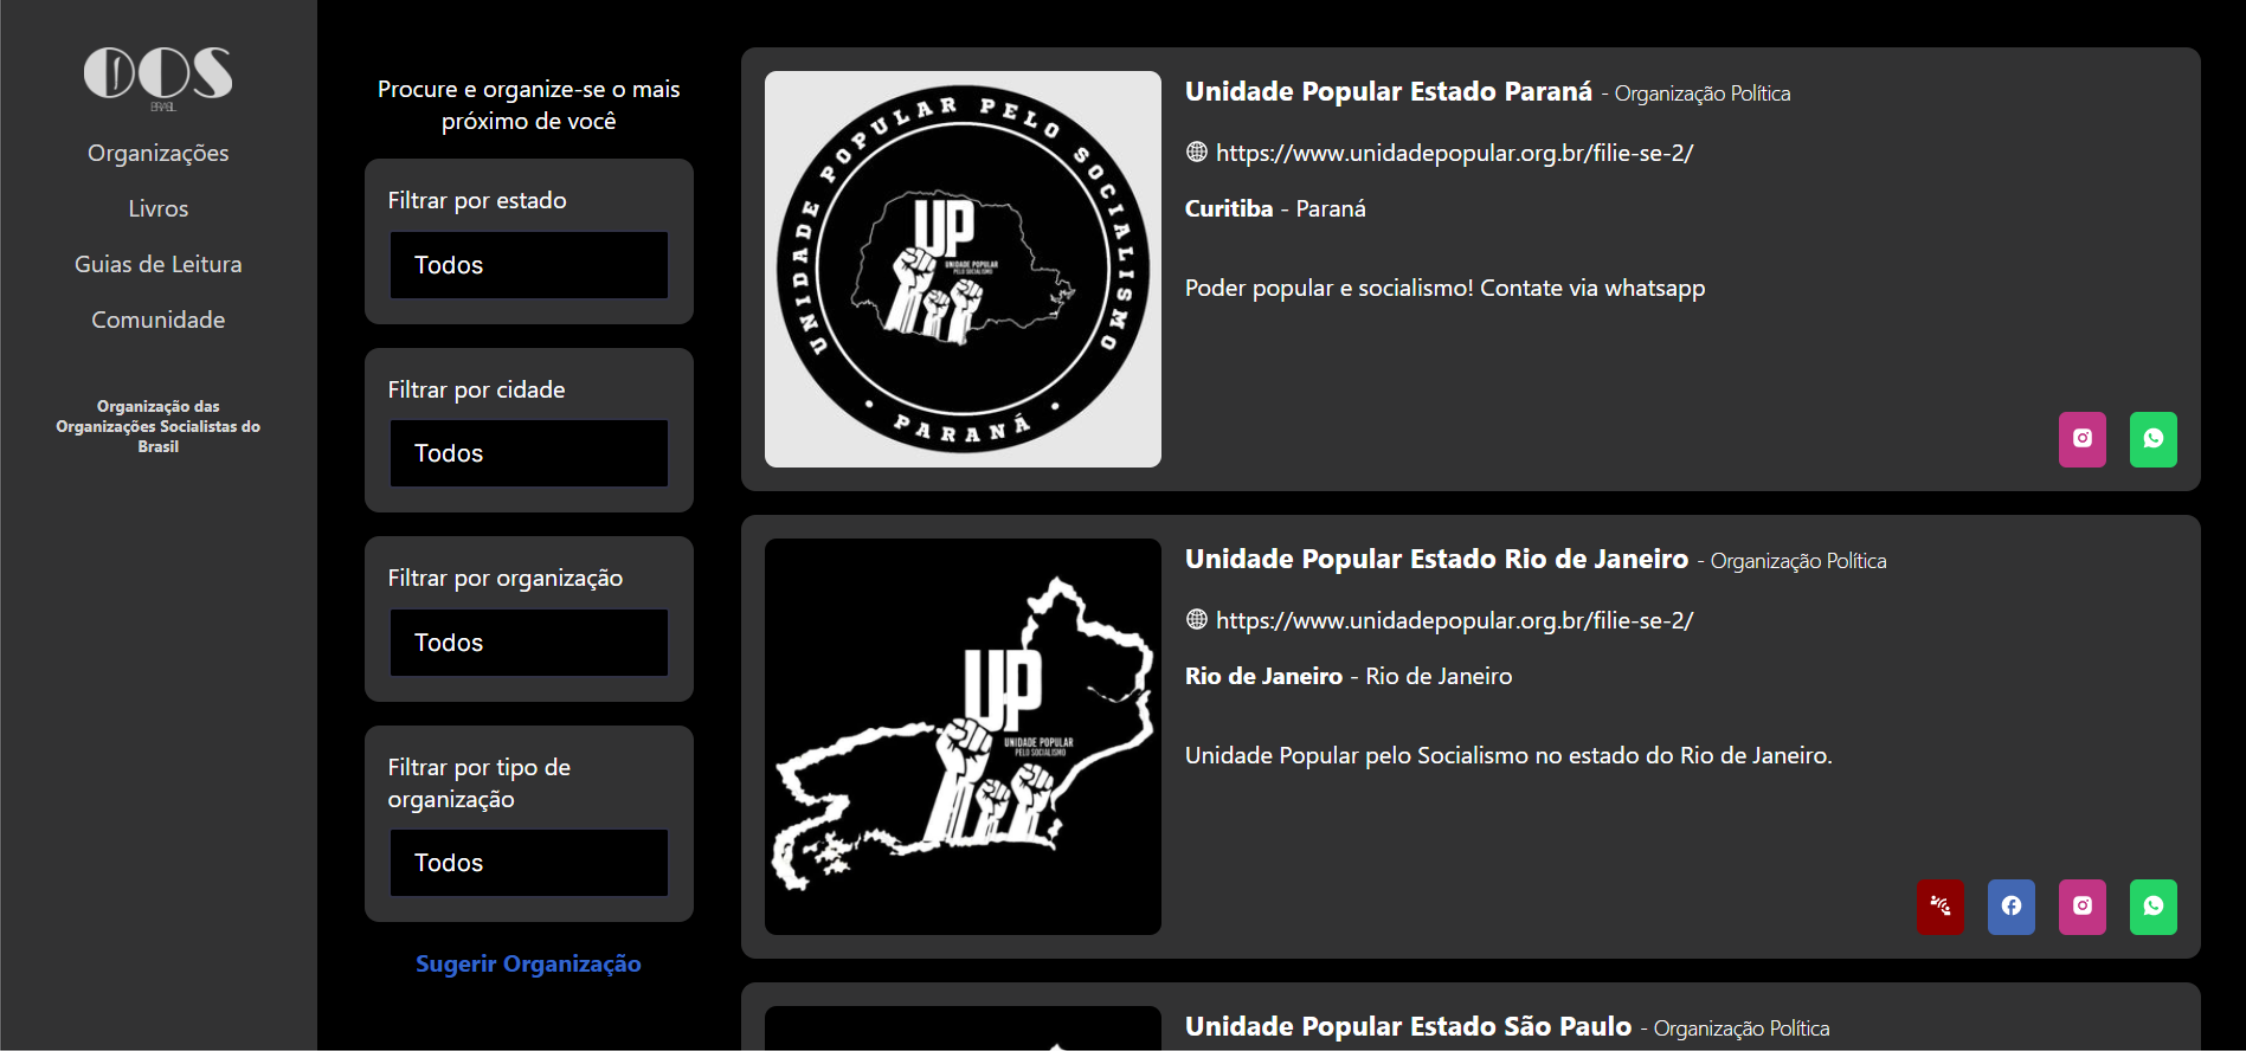 OOS
BRASIL
Organizações
Livros
Guias de Leitura
Comunidade
Organização das
Organizações Socialistas do
Brasil
Procure e organize-se o mais
próximo de você
Filtrar por estado
Todos
Filtrar por cidade
Todos
Filtrar por organização
Todos
Filtrar por tipo de
organização
Todos
Sugerir Organização
UNIDADE POPULAR PELO SOCIALISMO
UP
UNIDADE POPULAR
PELO SOCIALISMO
• PARANÁ •
Unidade Popular Estado Paraná - Organização Política
https://www.unidadepopular.org.br/filie-se-2/
Curitiba - Paraná
Poder popular e socialismo! Contate via whatsapp
UP
UNIDADE POPULAR
PELO SOCIALISMO
Unidade Popular Estado Rio de Janeiro - Organização Política
https://www.unidadepopular.org.br/filie-se-2/
Rio de Janeiro - Rio de Janeiro
Unidade Popular pelo Socialismo no estado do Rio de Janeiro.
Unidade Popular Estado São Paulo - Organização Política